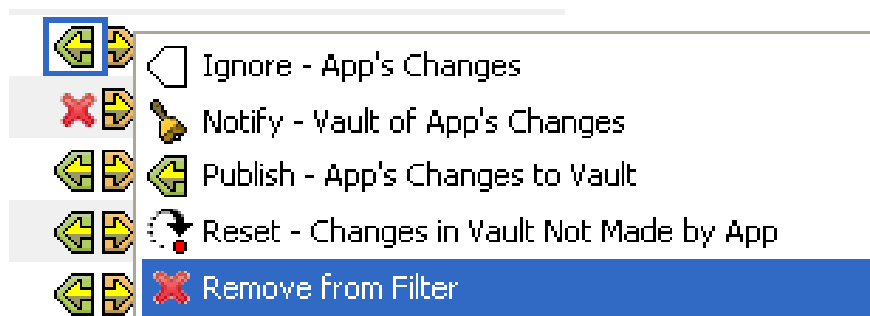 Ignore - App's Changes
Notify - Vault of App's Changes
Publish - App's Changes to Vault
Reset - Changes in Vault Not Made by App
Remove from Filter